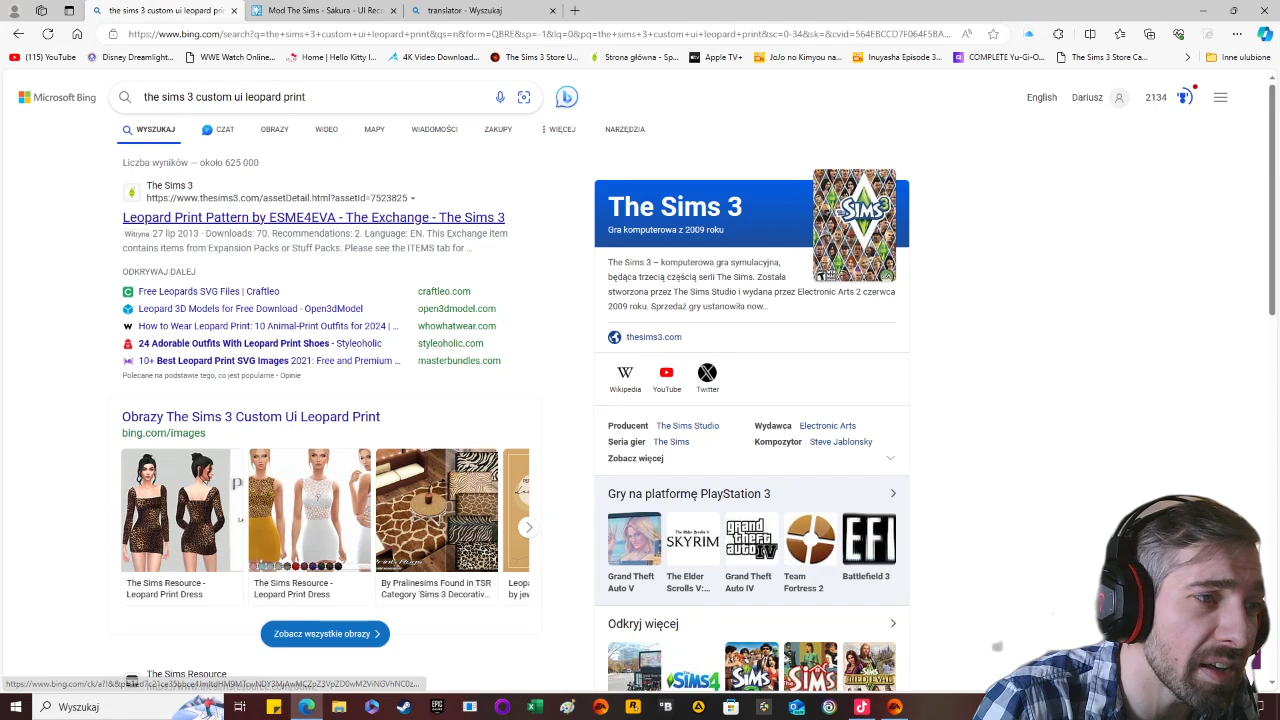 the sims 3 custom ui leopard pr
Mod The Sims - Sakura - UI Recol
translator - Wyszukaj
https://www.bing.com/search?q=the+sims+3+custom+ui+leopard+print&qs=n&form=QBRE&sp=-1&lq=0&pq=the+sims+3+custom+ui+leopard+print&sc=0-34&sk=&cvid=564EBCCD7F064F5BA...
(115) YouTube
Disney Dreamlight...
WWE Watch Online...
Home | Hello Kitty I...
4K Video Download...
The Sims 3 Store U...
Strona główna – Sp...
Apple TV+
JoJo no Kimyou na...
Inuyasha Episode 3...
COMPLETE Yu-Gi-O...
The Sims 3 Store C...
Inne ulubione
Microsoft Bing
the sims 3 custom ui leopard print
English
Dariusz
2134
WYSZUKAJ
CZAT
OBRAZY
WIDEO
MAPY
WIADOMOŚCI
ZAKUPY
WIĘCEJ
NARZĘDZIA
Liczba wyników — około 625 000
The Sims 3
https://www.thesims3.com/assetDetail.html?assetId=7523825
Leopard Print Pattern by ESME4EVA - The Exchange - The Sims 3
Witryna 27 lip 2013 · Downloads: 70. Recommendations: 2. Language: EN. This Exchange Item
contains items from Expansion Packs or Stuff Packs. Please see the ITEMS tab for ...
ODKRYWAJ DALEJ
Free Leopards SVG Files | Craftleo
craftleo.com
Leopard 3D Models for Free Download - Open3dModel
open3dmodel.com
How to Wear Leopard Print: 10 Animal-Print Outfits for 2024 | ...
whowhatwear.com
24 Adorable Outfits With Leopard Print Shoes - Styleoholic
styleoholic.com
10+ Best Leopard Print SVG Images 2021: Free and Premium ...
masterbundles.com
Polecane na podstawie tego, co jest popularne • Opinie
Obrazy The Sims 3 Custom Ui Leopard Print
bing.com/images
The Sims Resource -
Leopard Print Dress
The Sims Resource -
Leopard Print Dress
By Pralinesims Found in TSR
Category 'Sims 3 Decorativ...
Leopa
by jew
Zobacz wszystkie obrazy
The Sims Resource
The Sims 3
Gra komputerowa z 2009 roku
The Sims 3 – komputerowa gra symulacyjna,
będąca trzecią częścią serii The Sims. Została
stworzona przez The Sims Studio i wydana przez Electronic Arts 2 czerwca
2009 roku. Sprzedaż gry ustanowiła now...
thesims3.com
Wikipedia
YouTube
Twitter
Producent The Sims Studio
Wydawca Electronic Arts
Seria gier The Sims
Kompozytor Steve Jablonsky
Zobacz więcej
Gry na platformę PlayStation 3
SKYRIM
grand theft auto IV
EFI
Grand Theft
Auto V
The Elder
Scrolls V:...
Grand Theft
Auto IV
Team
Fortress 2
Battlefield 3
Odkryj więcej
Wyszukaj